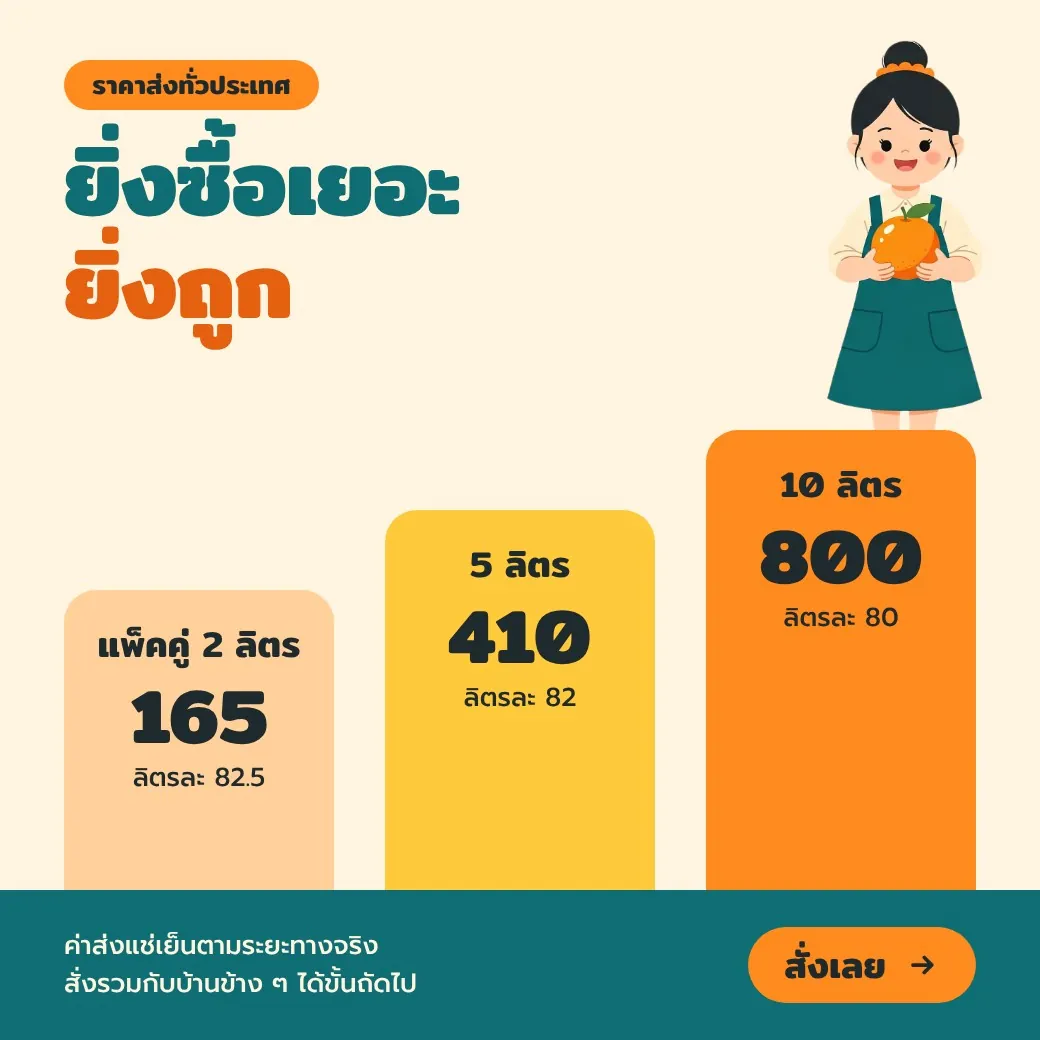 ราคาส่งทั่วประเทศ
ยิ่งซื้อเยอะ
ยิ่งถูก
แพ็คคู่ 2 ลิตร
165
ลิตรละ 82.5
5 ลิตร
410
ลิตรละ 82
10 ลิตร
800
ลิตรละ 80
ค่าส่งแช่เย็นตามระยะทางจริง
สั่งรวมกับบ้านข้าง ๆ ได้ขั้นถัดไป
สั่งเลย →